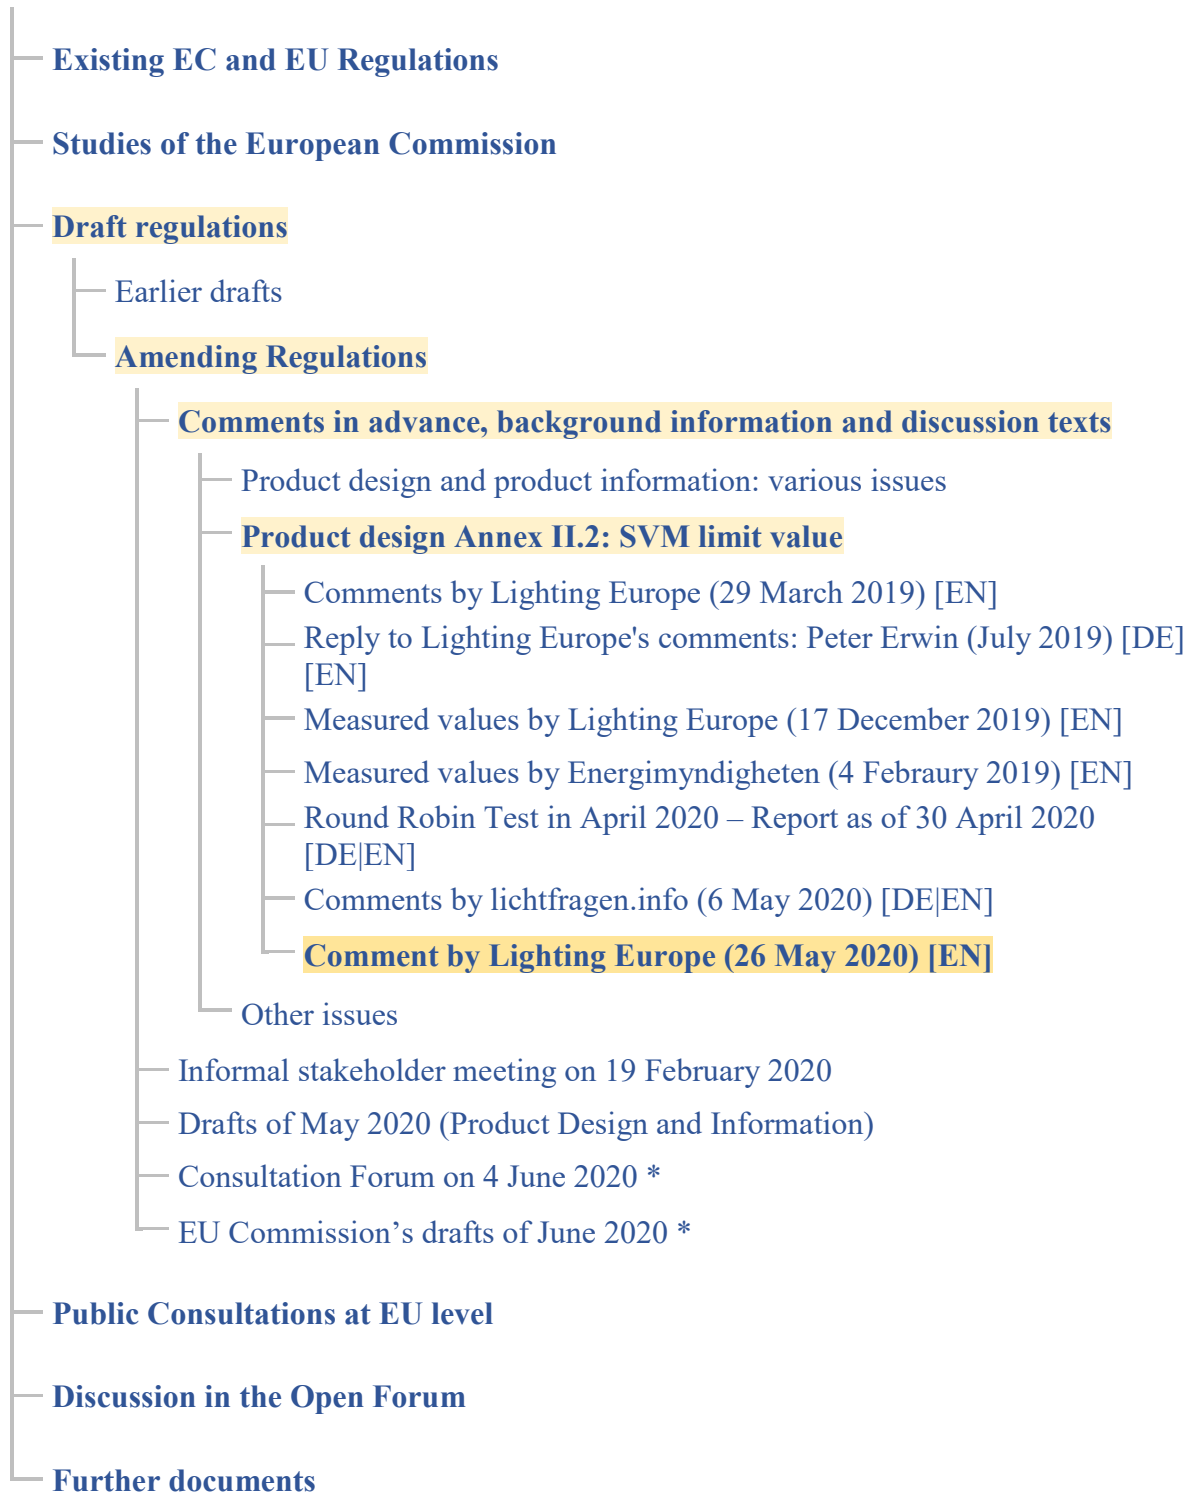 Existing EC and EU Regulations
Studies of the European Commission
Draft regulations
Earlier drafts
Amending Regulations
Comments in advance, background information and discussion texts
Product design and product information: various issues
Product design Annex II.2: SVM limit value
Comments by Lighting Europe (29 March 2019) [EN]
Reply to Lighting Europe's comments: Peter Erwin (July 2019) [DE]
[EN]
Measured values by Lighting Europe (17 December 2019) [EN]
Measured values by Energimyndigheten (4 Febraury 2019) [EN]
Round Robin Test in April 2020 – Report as of 30 April 2020
[DE|EN]
Comments by lichtfragen.info (6 May 2020) [DE|EN]
Comment by Lighting Europe (26 May 2020) [EN]
Other issues
Informal stakeholder meeting on 19 February 2020
Drafts of May 2020 (Product Design and Information)
Consultation Forum on 4 June 2020 *
EU Commission’s drafts of June 2020 *
Public Consultations at EU level
Discussion in the Open Forum
Further documents